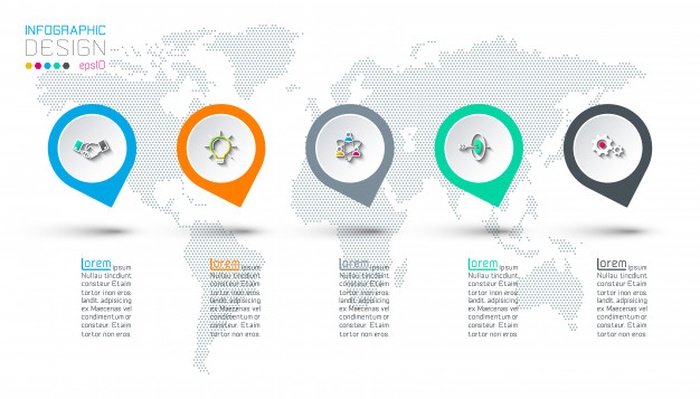 INFOGRAPHIC
DESIGN
eps10
Lorem ipsum
Nullau tincidunt
consteur. Etaim
tortor inon eros.
landit. adipiscing
ex Maecenas vel
condimentum or
consteur. Etaim
tortor non eros.
Lorem ipsum
Nullau tincidunt
consteur. Etaim
tortor inon eros.
landit. adipiscing
ex Maecenas vel
condimentum or
consteur. Etaim
tortor non eros.
Lorem ipsum
Nullau tincidunt
consteur. Etaim
tortor inon eros.
landit. adipiscing
ex Maecenas vel
condimentum or
consteur. Etaim
tortor non eros.
Lorem ipsum
Nullau tincidunt
consteur. Etaim
tortor inon eros.
landit. adipiscing
ex Maecenas vel
condimentum or
consteur. Etaim
tortor non eros.
Lorem ipsum
Nullau tincidunt
consteur. Etaim
tortor inon eros.
landit. adipiscing
ex Maecenas vel
condimentum or
consteur. Etaim
tortor non eros.